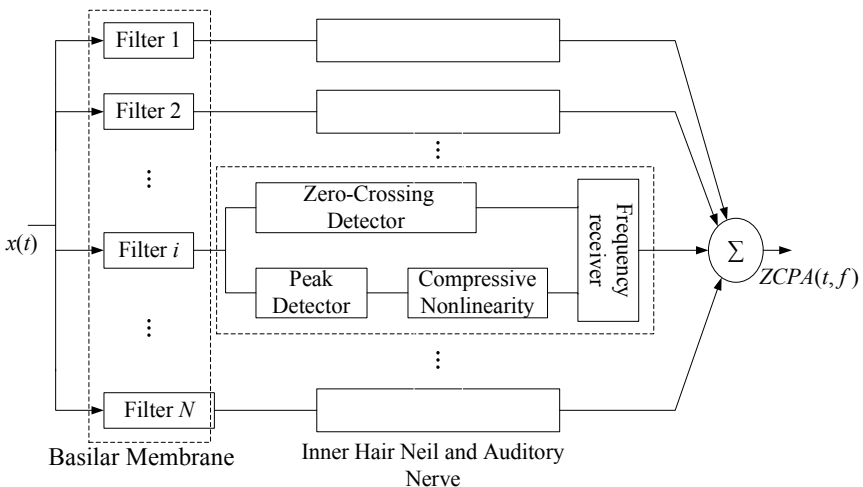 Filter 1
Filter 2
⋮
⋮
Zero-Crossing
Detector
Frequency
receiver
x(t)
Filter i
Σ
Peak
Detector
Compressive
Nonlinearity
ZCPA(t, f)
⋮
⋮
Filter N
Basilar Membrane
Inner Hair Neil and Auditory
Nerve